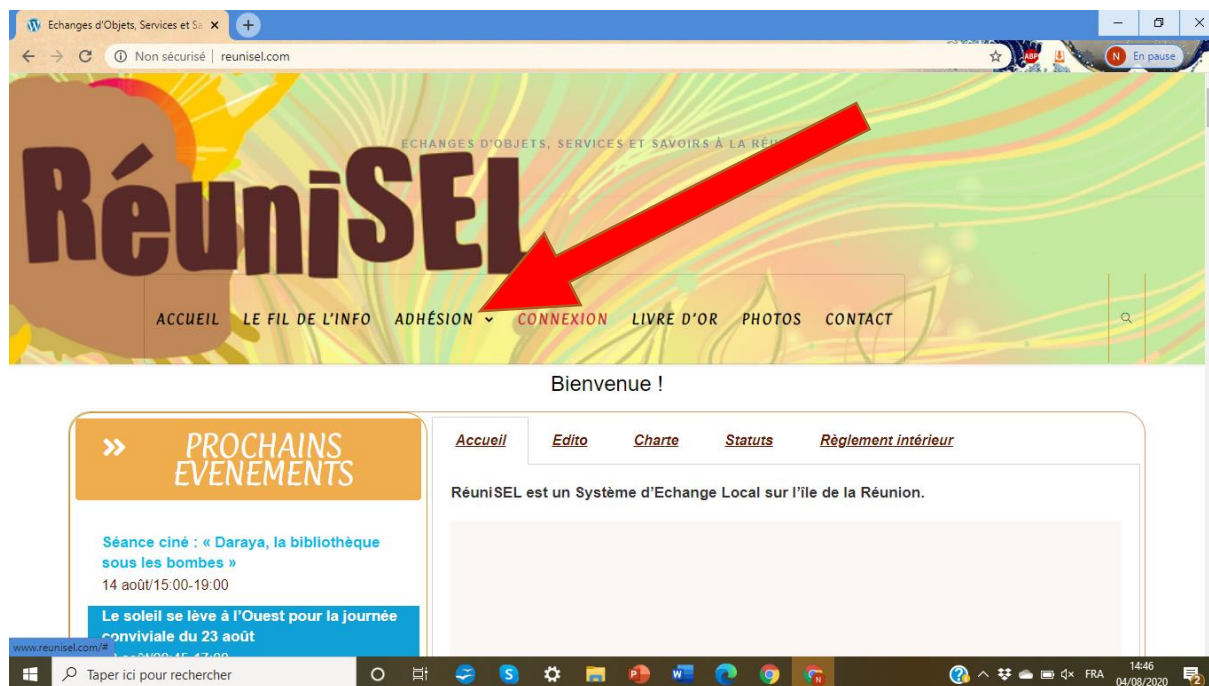 Echanges d'Objets, Services et Sa
Non sécurisé | reunisel.com
ABP
N En pause
ECHANGES D'OBJETS, SERVICES ET SAVOIRS À LA
RéuniSEL
ACCUEIL LE FIL DE L'INFO ADHÉSION CONNEXION LIVRE D'OR PHOTOS CONTACT
Bienvenue !
PROCHAINS
EVENEMENTS
Accueil Edito Charte Statuts Règlement intérieur
RéuniSEL est un Système d'Echange Local sur l'île de la Réunion.
Séance ciné : « Daraya, la bibliothèque
sous les bombes »
14 août/15:00-19:00
Le soleil se lève à l'Ouest pour la journée
conviviale du 23 août
www.reunisel.com/#
Taper ici pour rechercher
FRA
14:46
04/08/2020
2